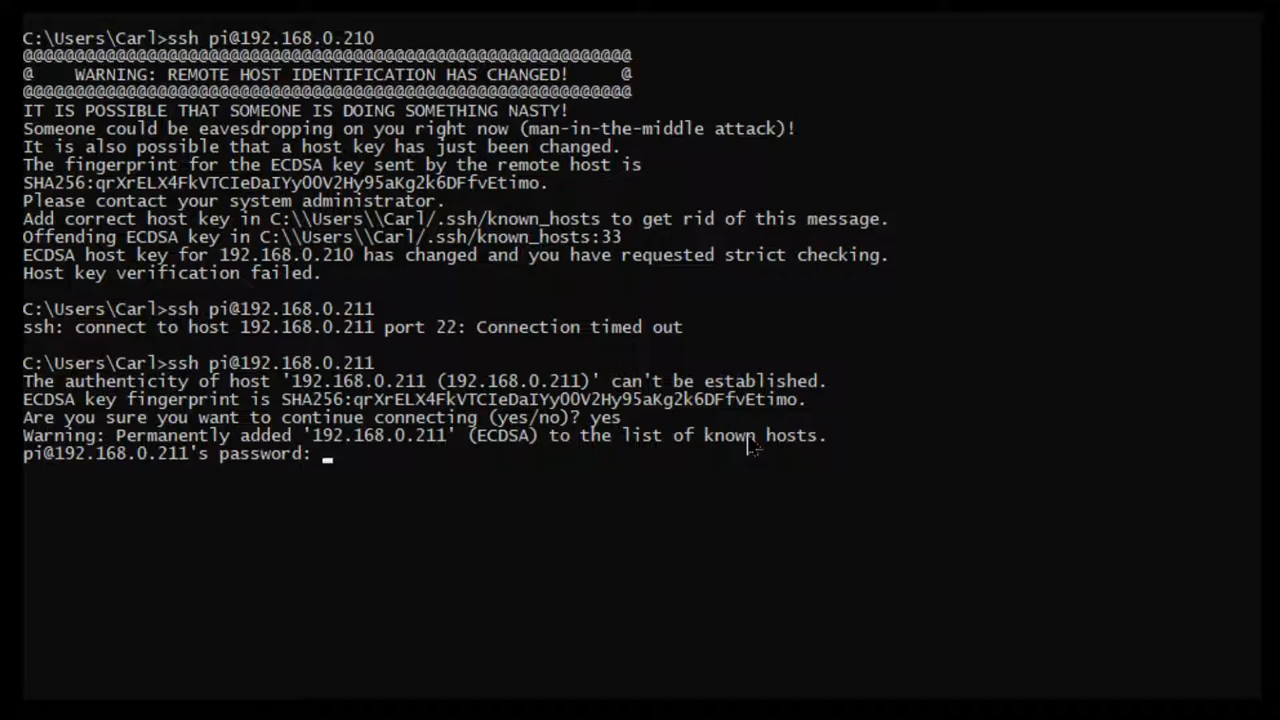 C:\Users\Carl>ssh pi@192.168.0.210
@@@@@@@@@@@@@@@@@@@@@@@@@@@@@@@@@@@@@@@@@@@@@@@@@@@@@@@@@@@
@    WARNING: REMOTE HOST IDENTIFICATION HAS CHANGED!     @
@@@@@@@@@@@@@@@@@@@@@@@@@@@@@@@@@@@@@@@@@@@@@@@@@@@@@@@@@@@
IT IS POSSIBLE THAT SOMEONE IS DOING SOMETHING NASTY!
Someone could be eavesdropping on you right now (man-in-the-middle attack)!
It is also possible that a host key has just been changed.
The fingerprint for the ECDSA key sent by the remote host is
SHA256:qrXrELX4FkVTCIeDaIYyOOV2Hy95aKg2k6DFfvEtimo.
Please contact your system administrator.
Add correct host key in C:\\Users\\Carl/.ssh/known_hosts to get rid of this message.
Offending ECDSA key in C:\\Users\\Carl/.ssh/known_hosts:33
ECDSA host key for 192.168.0.210 has changed and you have requested strict checking.
Host key verification failed.
C:\Users\Carl>ssh pi@192.168.0.211
ssh: connect to host 192.168.0.211 port 22: Connection timed out
C:\Users\Carl>ssh pi@192.168.0.211
The authenticity of host '192.168.0.211 (192.168.0.211)' can't be established.
ECDSA key fingerprint is SHA256:qrXrELX4FkVTCIeDaIYyOOV2Hy95aKg2k6DFfvEtimo.
Are you sure you want to continue connecting (yes/no)? yes
Warning: Permanently added '192.168.0.211' (ECDSA) to the list of known hosts.
pi@192.168.0.211's password: